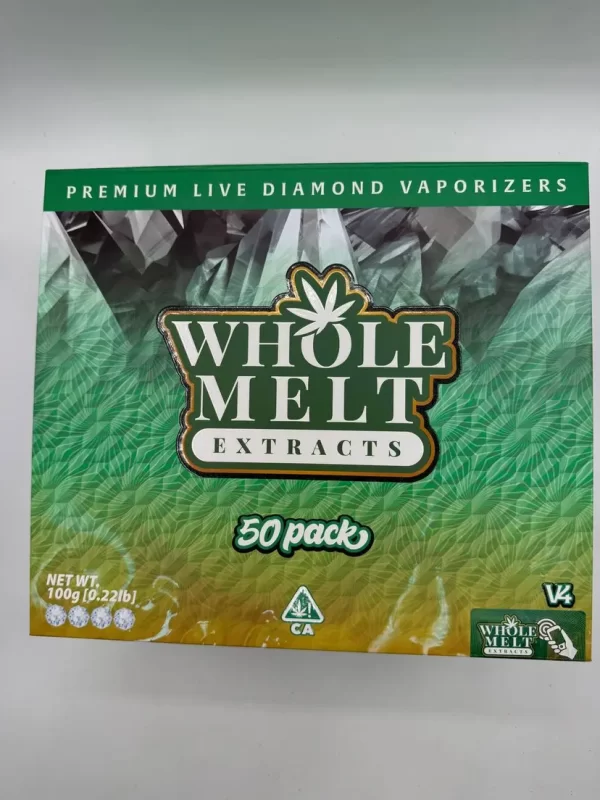 PREMIUM LIVE DIAMOND VAPORIZERS
WHOLE
MELT
EXTRACTS
50 pack
NET WT.
100g [0.22lb]
CA
V4
WHOLE
MELT
EXTRACTS